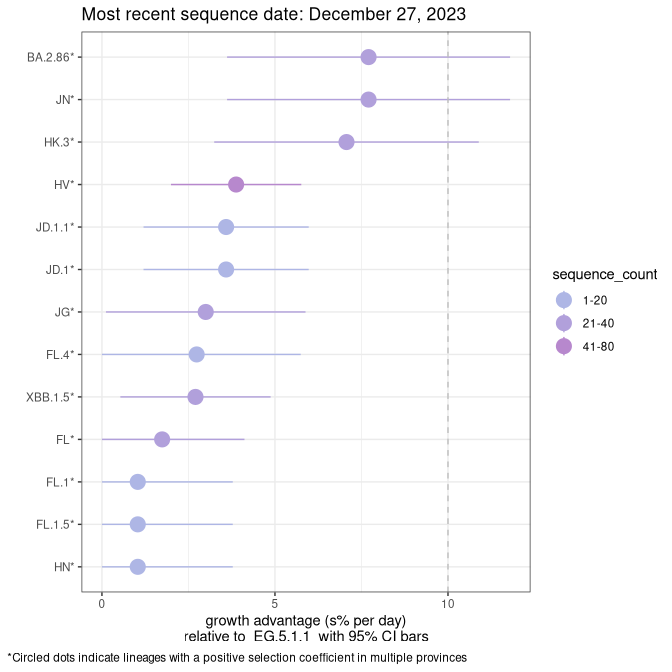 Most recent sequence date: December 27, 2023
BA.2.86*
JN*
HK.3*
HV*
JD.1.1*
JD.1*
JG*
FL.4*
XBB.1.5*
FL*
FL.1*
FL.1.5*
HN*
sequence_count
1-20
21-40
41-80
0 5 10
growth advantage (s% per day)
relative to EG.5.1.1 with 95% CI bars
*Circled dots indicate lineages with a positive selection coefficient in multiple provinces